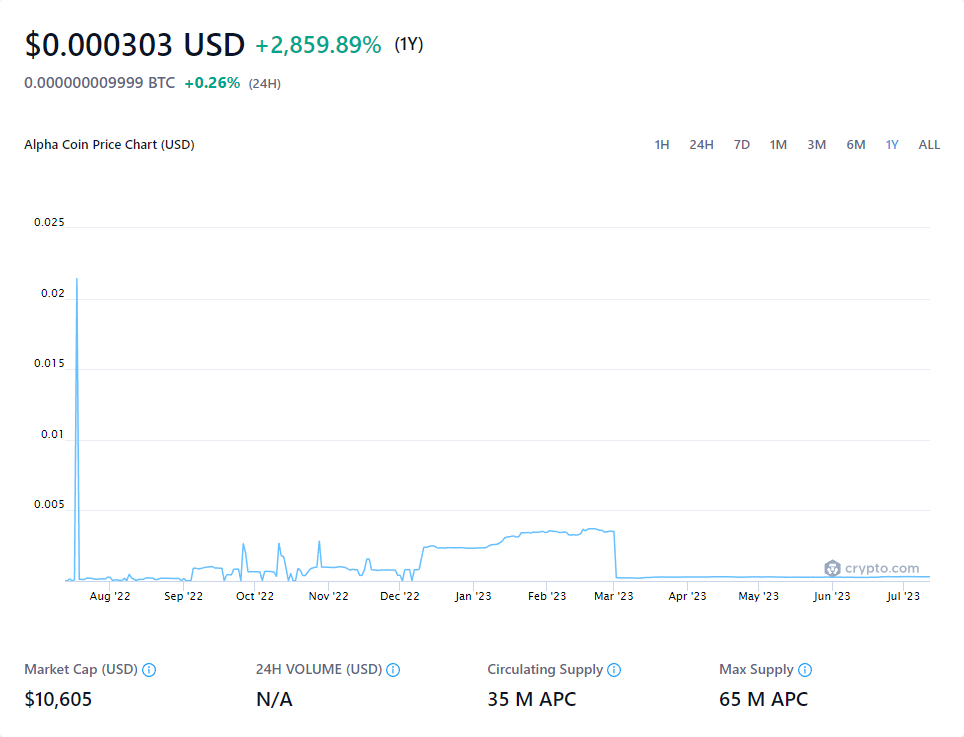 $0.000303 USD +2,859.89% (1Y)
0.000000009999 BTC +0.26% (24H)
Alpha Coin Price Chart (USD) 1H 24H 7D 1M 3M 6M 1Y ALL
0.025
0.02
0.015
0.01
0.005
crypto.com
Aug '22 Sep '22 Oct '22 Nov '22 Dec '22 Jan '23 Feb '23 Mar '23 Apr '23 May '23 Jun '23 Jul '23
Market Cap (USD) 24H VOLUME (USD) Circulating Supply Max Supply
$10,605 N/A 35 M APC 65 M APC